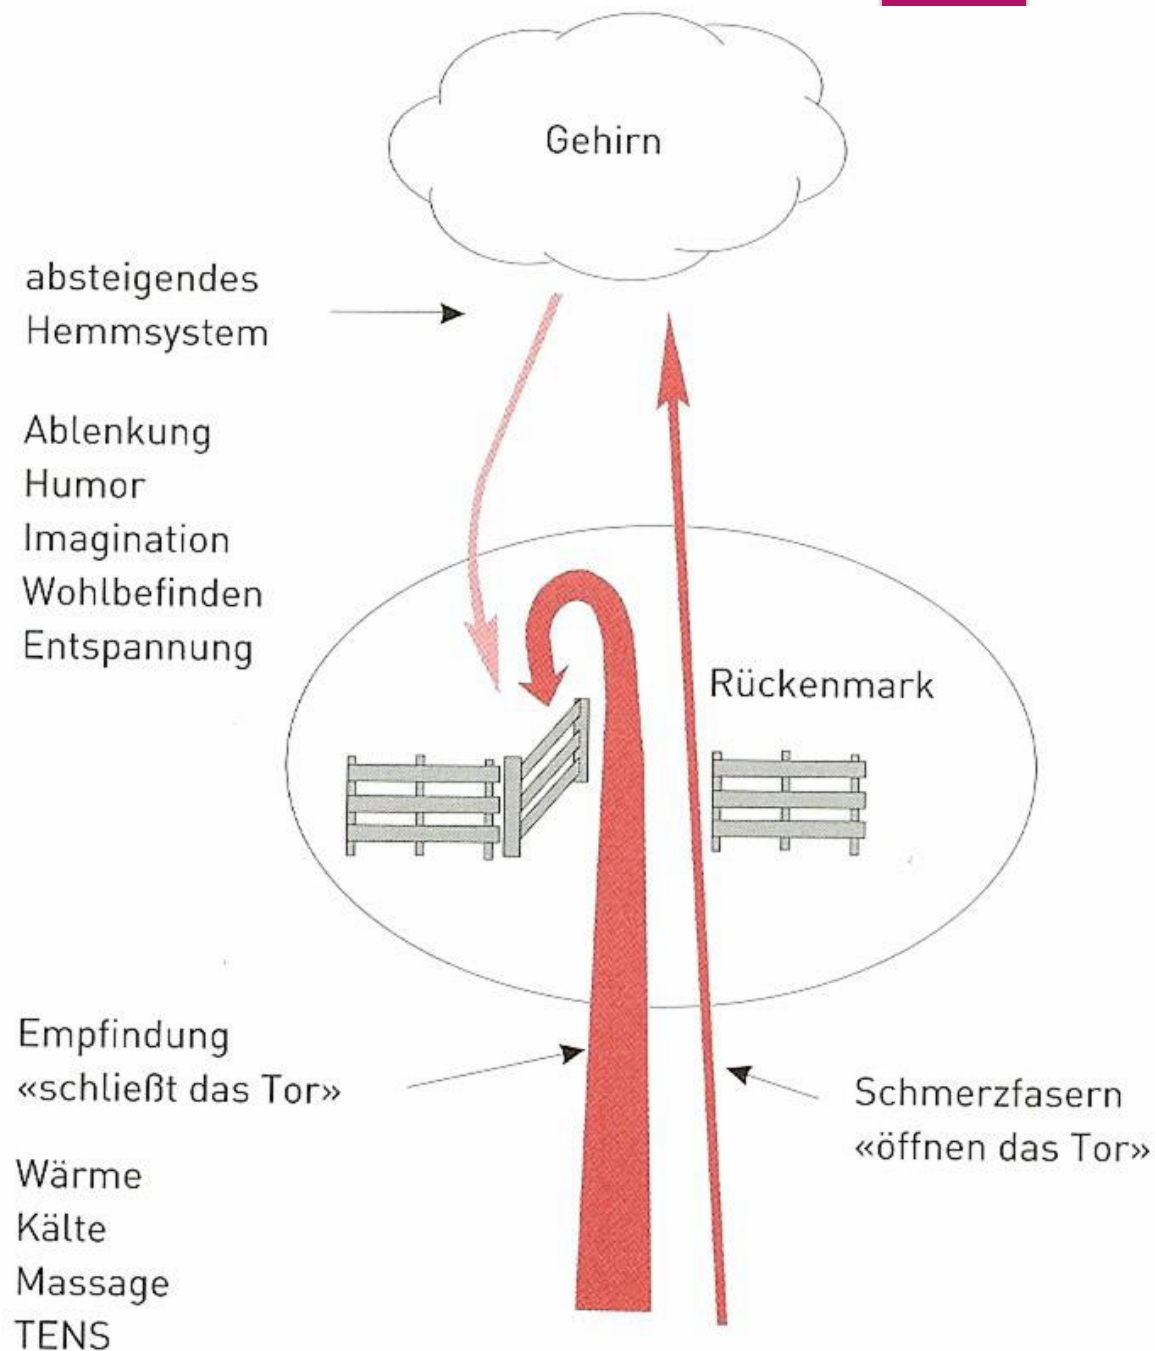 Gehirn
absteigendes
Hemmsystem
Ablenkung
Humor
Imagination
Wohlbefinden
Entspannung
Rückenmark
Empfindung
«schließt das Tor»
Wärme
Kälte
Massage
TENS
Schmerzfasern
«öffnen das Tor»